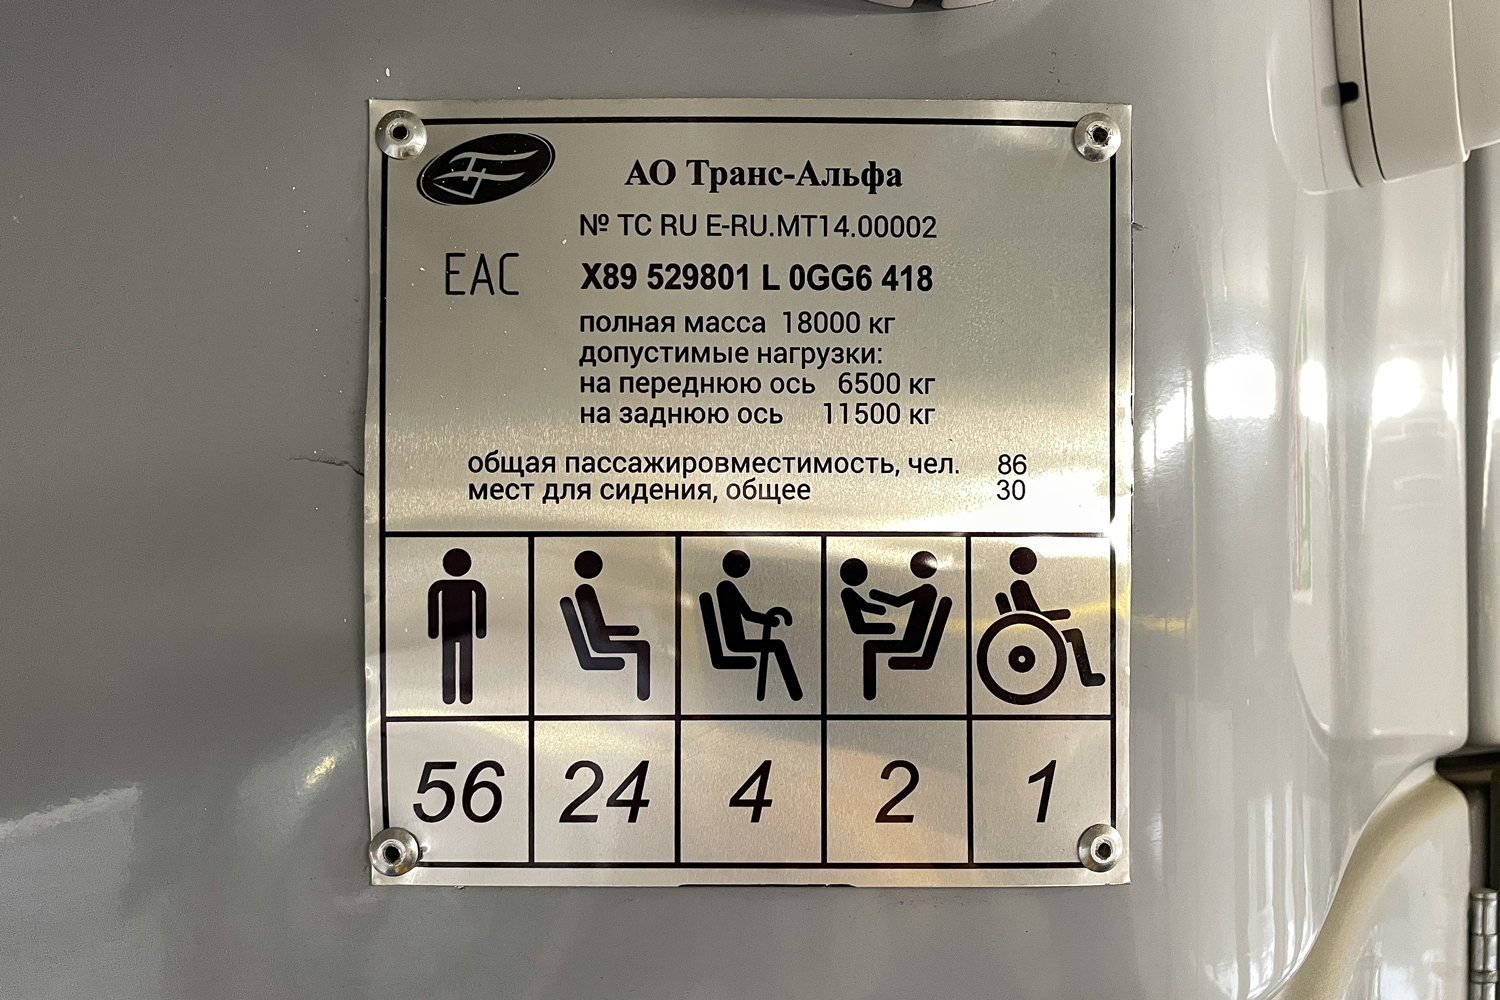 АО Транс-Альфа
№ ТС RU E-RU.MT14.00002
EAC
X89 529801 L 0GG6 418
полная масса 18000 кг
допустимые нагрузки:
на переднюю ось 6500 кг
на заднюю ось 11500 кг
общая пассажировместимость, чел. 86
мест для сидения, общее 30
56 24 4 2 1